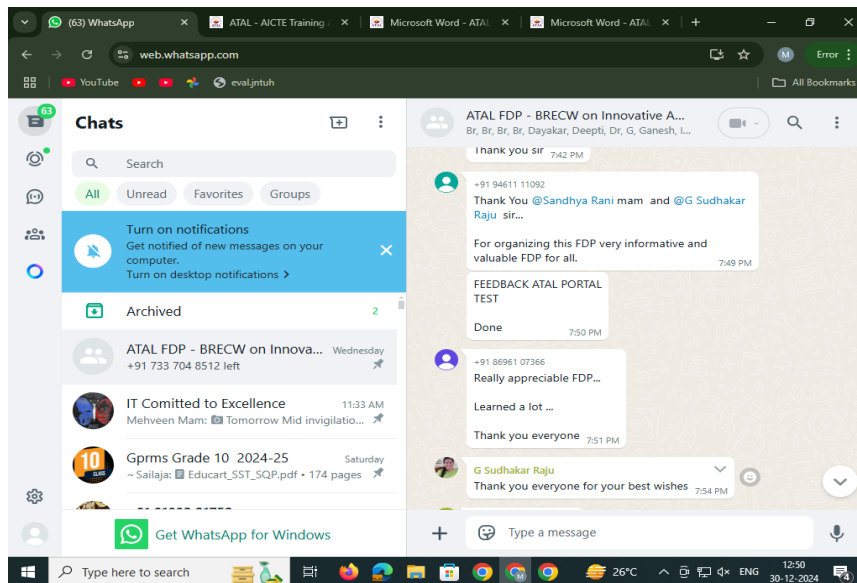 (63) WhatsApp
ATAL - AICTE Training
Microsoft Word - ATAL
Microsoft Word - ATAL
web.whatsapp.com
M
Error
YouTube
eval.jntuh
All Bookmarks
63
Chats
Search
All Unread Favorites Groups
Turn on notifications
Get notified of new messages on your
computer.
Turn on desktop notifications >
Archived 2
ATAL FDP - BRECW on Innova... Wednesday
+91 733 704 8512 left
IT Comitted to Excellence 11:33 AM
Mehveen Mam: Tomorrow Mid invigilatio...
10
CLASS
Gprms Grade 10 2024-25 Saturday
~ Sailaja: Educart_SST_SQP.pdf • 174 pages
Get WhatsApp for Windows
ATAL FDP - BRECW on Innovative A...
Br, Br, Br, Br, Dayakar, Deepti, Dr, G, Ganesh, I...
Thank you sir 7:42 PM
+91 94611 11092
Thank You @Sandhya Rani mam and @G Sudhakar
Raju sir...
For organizing this FDP very informative and
valuable FDP for all.
7:49 PM
FEEDBACK ATAL PORTAL
TEST
Done
7:50 PM
+91 86961 07366
Really appreciable FDP...
Learned a lot ...
Thank you everyone 7:51 PM
G Sudhakar Raju
Thank you everyone for your best wishes 7:54 PM
Type a message
Type here to search
26°C
ENG
12:50
30-12-2024
4